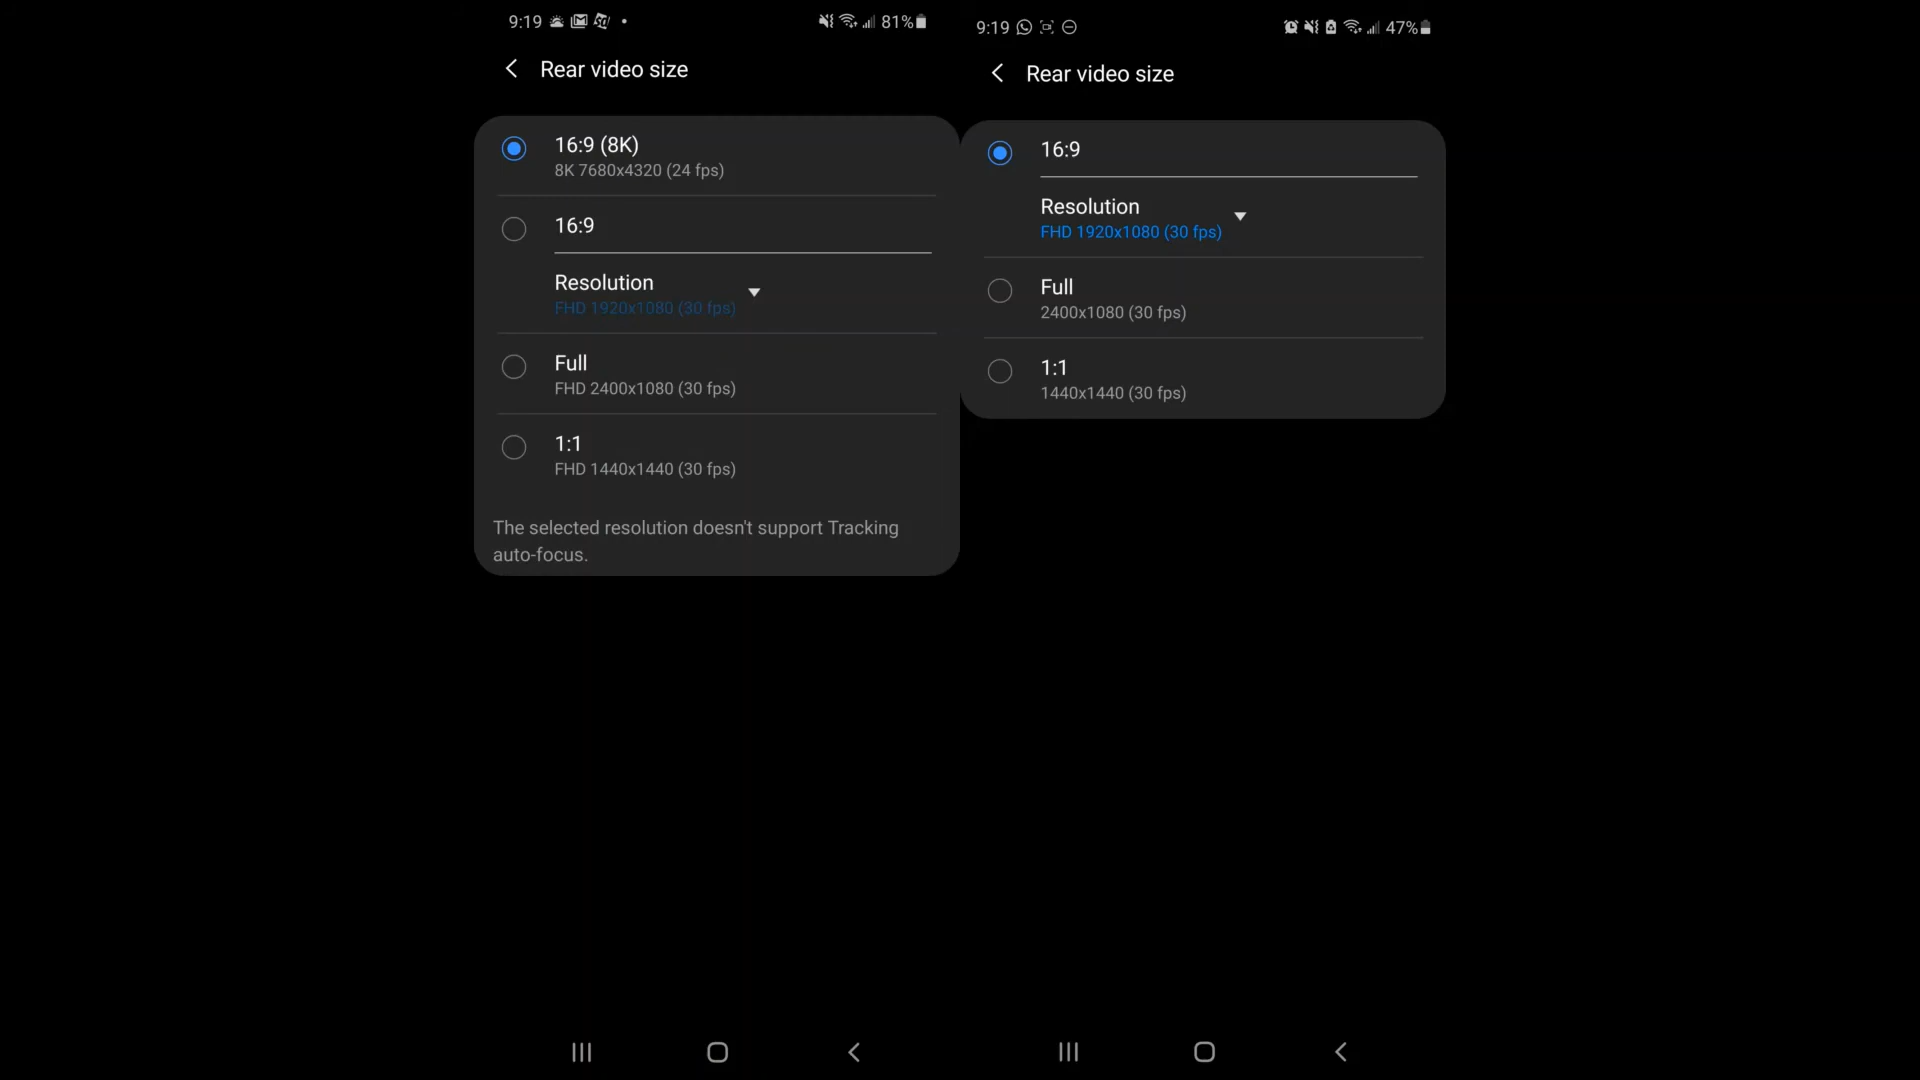 9:19
81%
Rear video size
16:9 (8K)
8K 7680x4320 (24 fps)
16:9
Resolution
FHD 1920x1080 (30 fps)
Full
FHD 2400x1080 (30 fps)
1:1
FHD 1440x1440 (30 fps)
The selected resolution doesn't support Tracking
auto-focus.
9:19
47%
Rear video size
16:9
Resolution
FHD 1920x1080 (30 fps)
Full
2400x1080 (30 fps)
1:1
1440x1440 (30 fps)